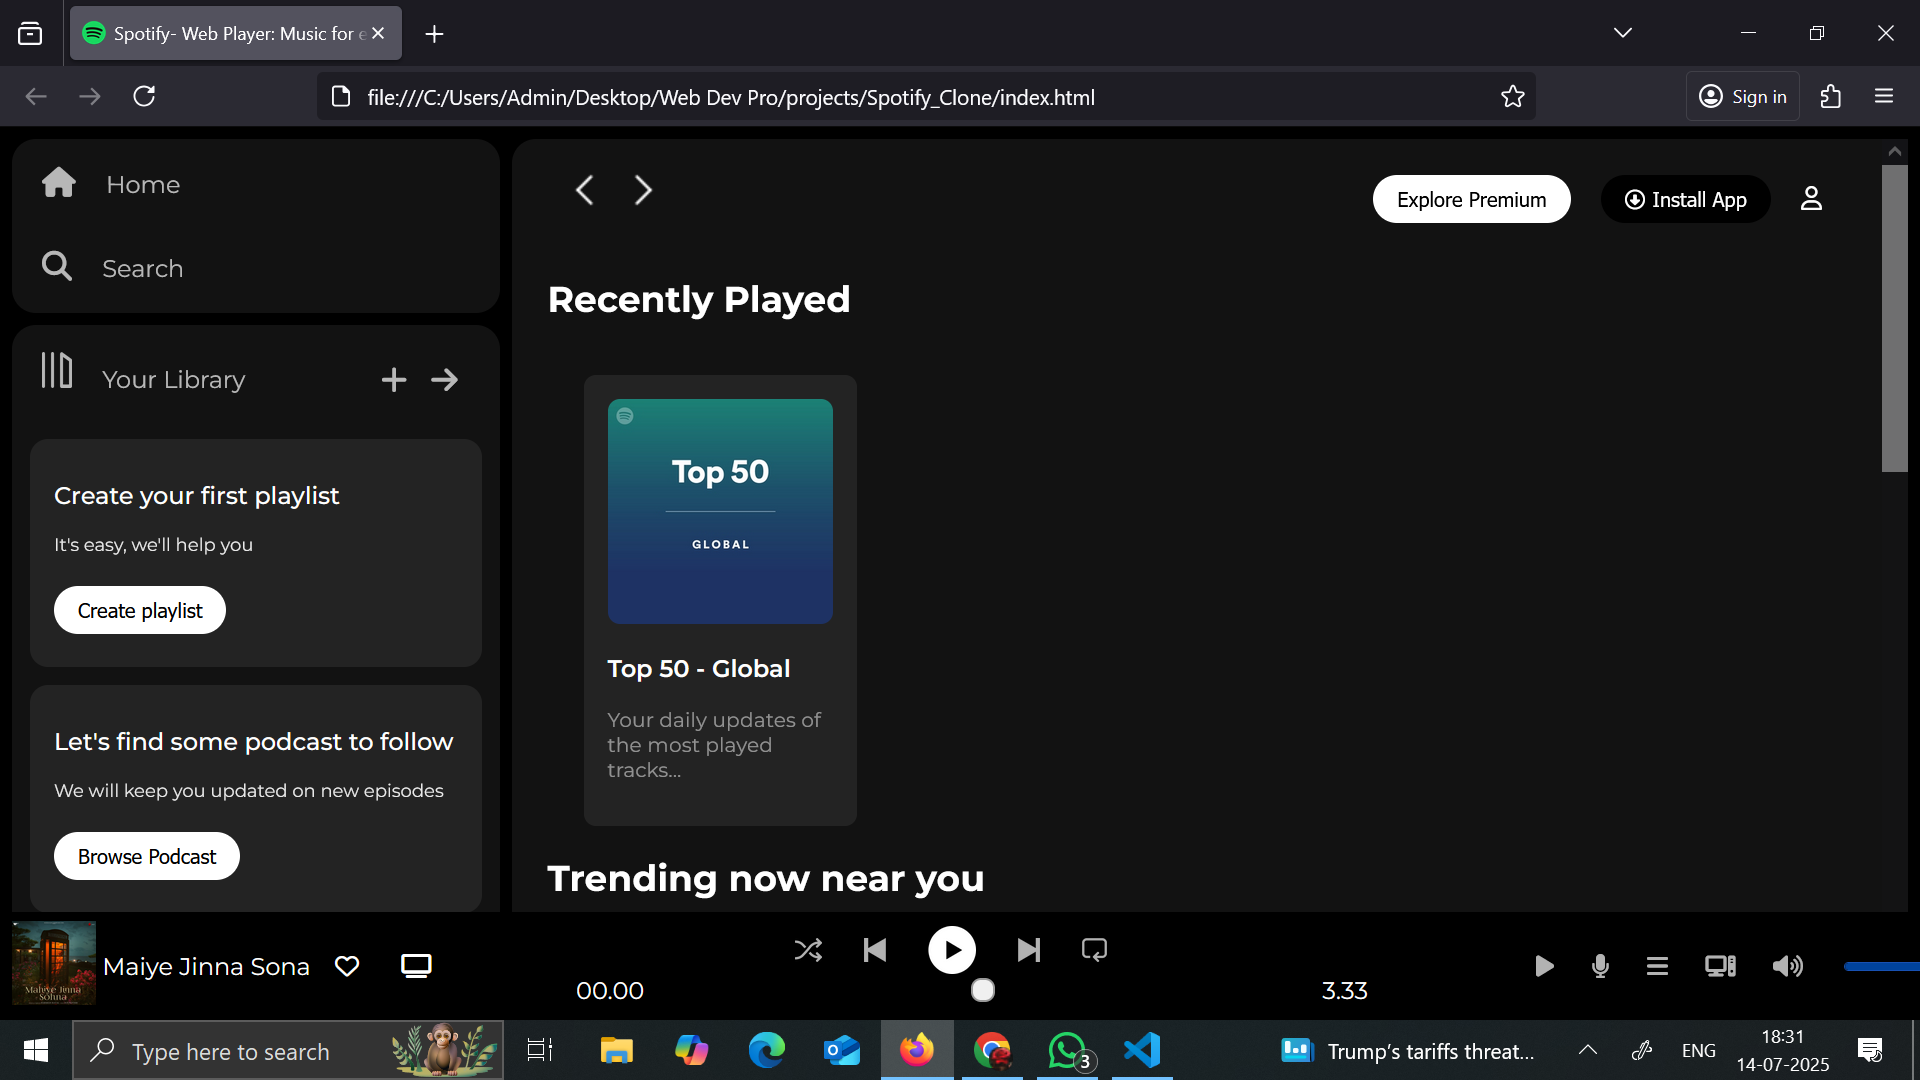 Spotify- Web Player: Music for e
file:///C:/Users/Admin/Desktop/Web Dev Pro/projects/Spotify_Clone/index.html
Sign in
Home
Search
Your Library
Create your first playlist
It's easy, we'll help you
Create playlist
Let's find some podcast to follow
We will keep you updated on new episodes
Browse Podcast
Explore Premium
Install App
Recently Played
Top 50
GLOBAL
Top 50 - Global
Your daily updates of
the most played
tracks...
Trending now near you
Maiye Jinna
Sohna
Maiye Jinna Sona
00.00
3.33
Type here to search
3
Trump's tariffs threat...
ENG
18:31
14-07-2025